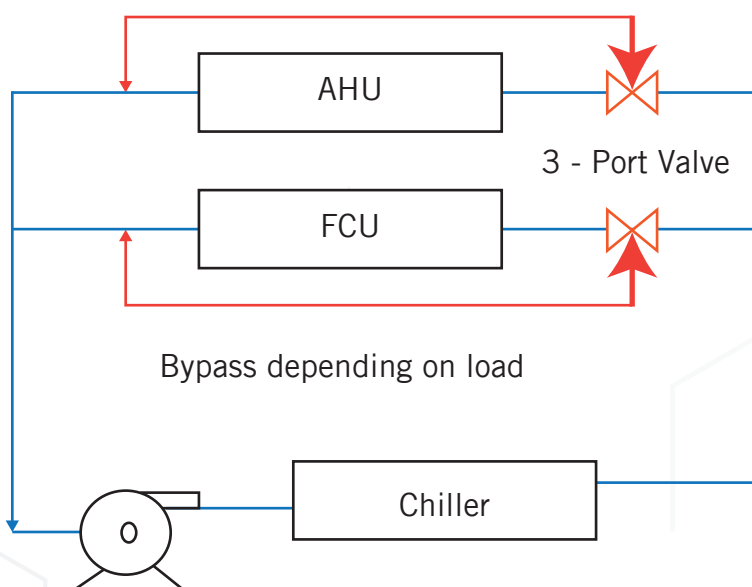 AHU
3 - Port Valve
FCU
Bypass depending on load
Chiller